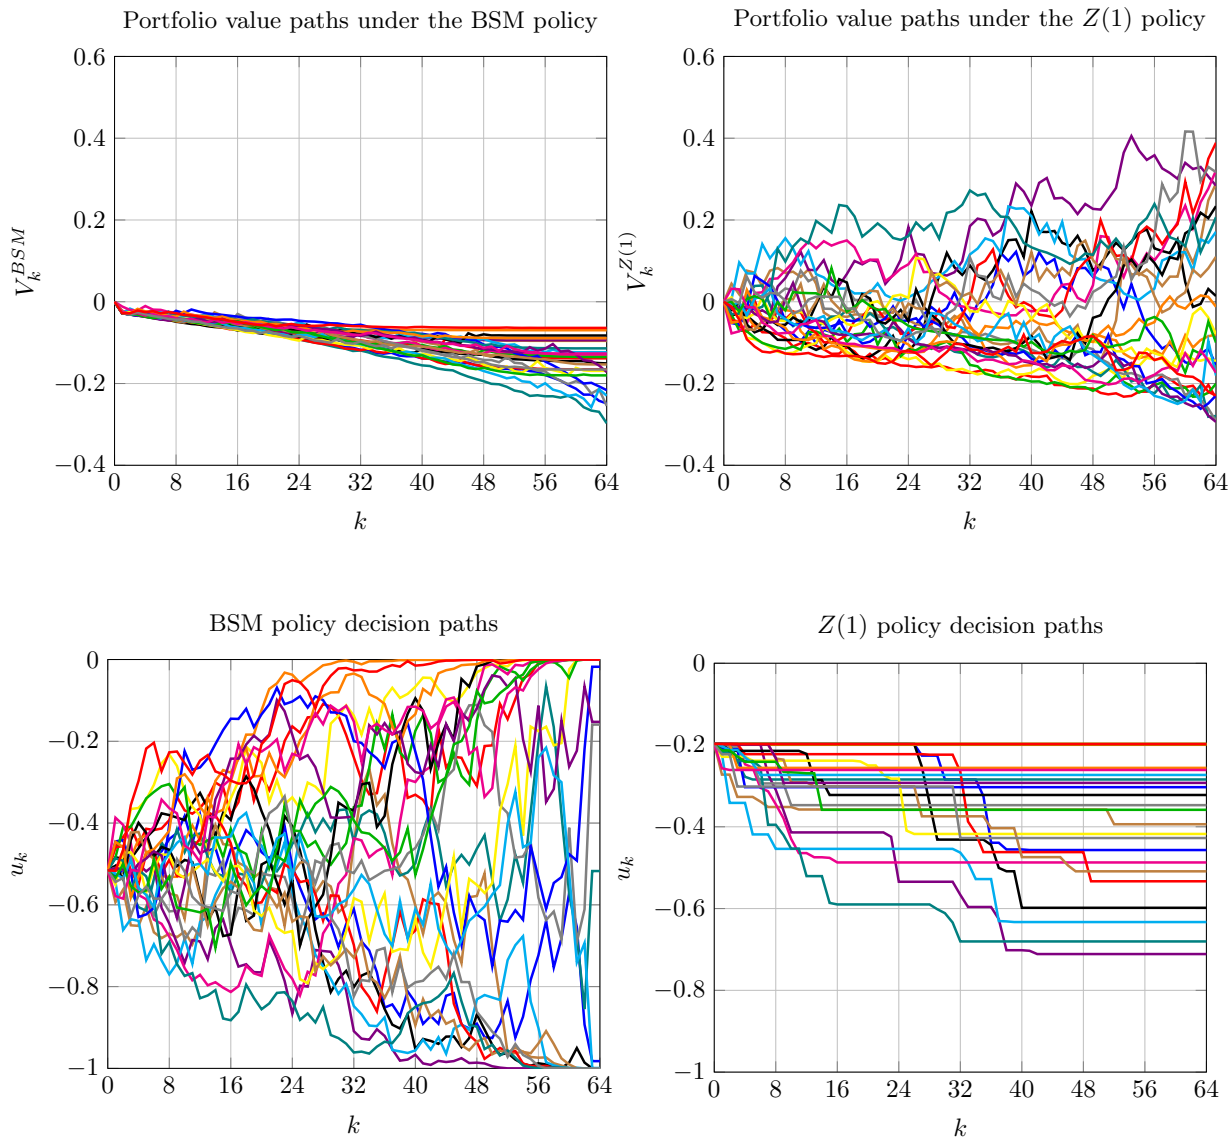 Portfolio value paths under the BSM policy
0.6
0.4
0.2
0
−0.2
−0.4
0 8 16 24 32 40 48 56 64
k
V_k^{BSM}
Portfolio value paths under the Z(1) policy
0.6
0.4
0.2
0
−0.2
−0.4
0 8 16 24 32 40 48 56 64
k
V_k^{Z(1)}
BSM policy decision paths
0
−0.2
−0.4
−0.6
−0.8
−1
0 8 16 24 32 40 48 56 64
k
u_k
Z(1) policy decision paths
0
−0.2
−0.4
−0.6
−0.8
−1
0 8 16 24 32 40 48 56 64
k
u_k